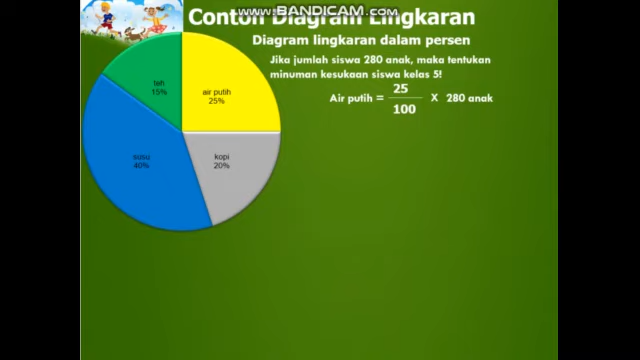 www.BANDICAM.com
Contoh Diagram Lingkaran
Diagram lingkaran dalam persen
Jika jumlah siswa 280 anak, maka tentukan
minuman kesukaan siswa kelas 5!
Air putih = 25/100 X 280 anak
teh
15%
air putih
25%
susu
40%
kopi
20%